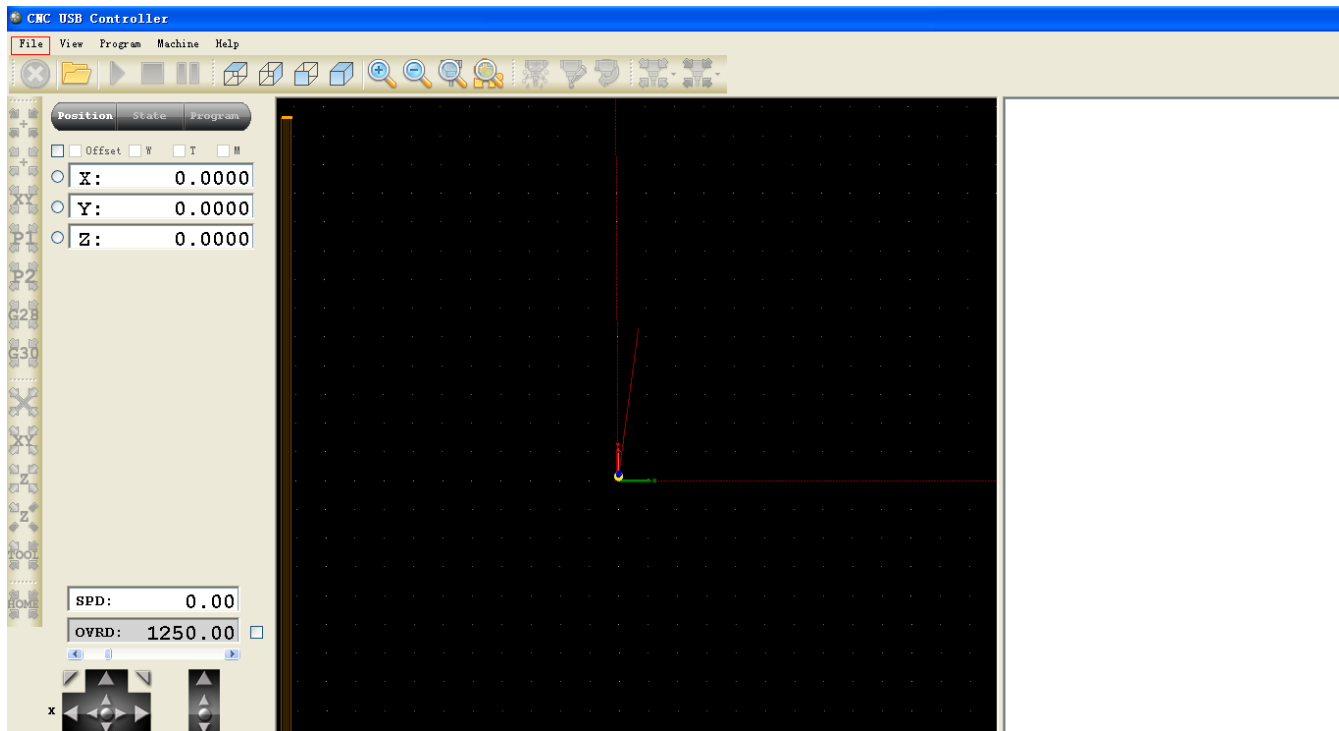 CNC USB Controller
File View Program Machine Help
Position State Program
Offset W T M
X: 0.0000
Y: 0.0000
Z: 0.0000
XY
P1
P2
G28
G30
X
XY
Z
Z
TOOL
HOME
SPD: 0.00
OVRD: 1250.00
X